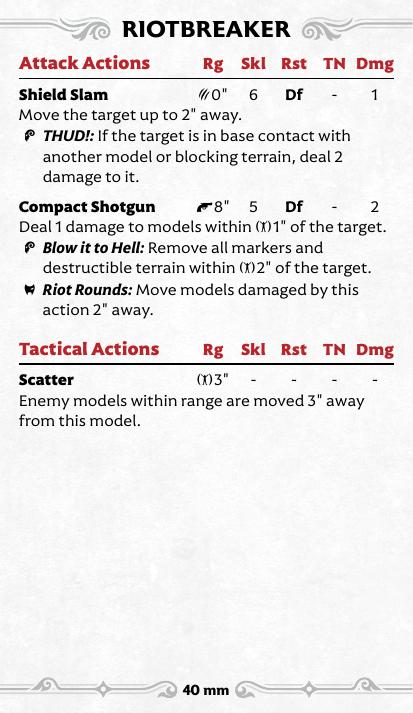 RIOTBREAKER
Attack Actions Rg Skl Rst TN Dmg
Shield Slam 0" 6 Df - 1
Move the target up to 2" away.
THUD!: If the target is in base contact with
another model or blocking terrain, deal 2
damage to it.
Compact Shotgun 8" 5 Df - 2
Deal 1 damage to models within 1" of the target.
Blow it to Hell: Remove all markers and
destructible terrain within 2" of the target.
Riot Rounds: Move models damaged by this
action 2" away.
Tactical Actions Rg Skl Rst TN Dmg
Scatter 3" - - - -
Enemy models within range are moved 3" away
from this model.
40 mm